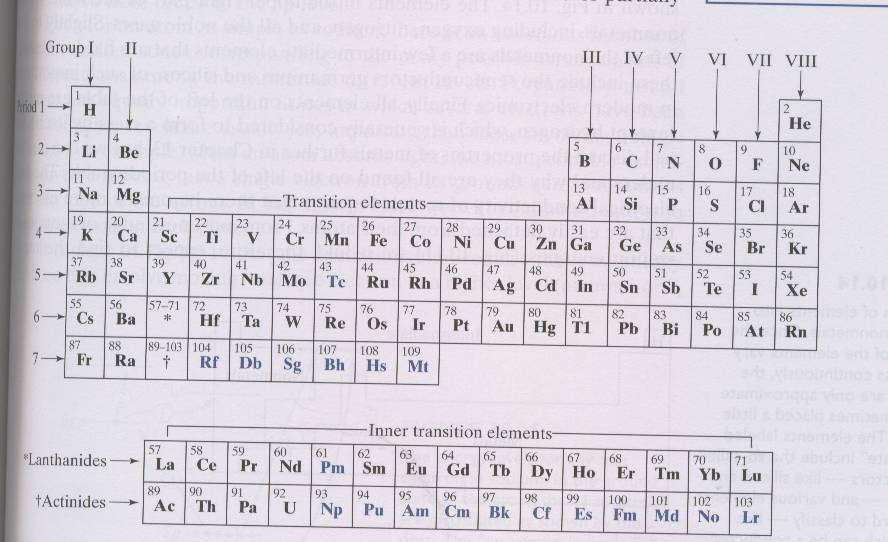 partially
Group I II III IV V VI VII VIII
Period 1 1 H 2 He
2 3 Li 4 Be 5 B 6 C 7 N 8 O 9 F 10 Ne
3 11 Na 12 Mg 13 Al 14 Si 15 P 16 S 17 Cl 18 Ar
Transition elements
4 19 K 20 Ca 21 Sc 22 Ti 23 V 24 Cr 25 Mn 26 Fe 27 Co 28 Ni 29 Cu 30 Zn 31 Ga 32 Ge 33 As 34 Se 35 Br 36 Kr
5 37 Rb 38 Sr 39 Y 40 Zr 41 Nb 42 Mo 43 Tc 44 Ru 45 Rh 46 Pd 47 Ag 48 Cd 49 In 50 Sn 51 Sb 52 Te 53 I 54 Xe
6 55 Cs 56 Ba 57–71 * 72 Hf 73 Ta 74 W 75 Re 76 Os 77 Ir 78 Pt 79 Au 80 Hg 81 Tl 82 Pb 83 Bi 84 Po 85 At 86 Rn
7 87 Fr 88 Ra 89–103 † 104 Rf 105 Db 106 Sg 107 Bh 108 Hs 109 Mt
Inner transition elements
*Lanthanides 57 La 58 Ce 59 Pr 60 Nd 61 Pm 62 Sm 63 Eu 64 Gd 65 Tb 66 Dy 67 Ho 68 Er 69 Tm 70 Yb 71 Lu
†Actinides 89 Ac 90 Th 91 Pa 92 U 93 Np 94 Pu 95 Am 96 Cm 97 Bk 98 Cf 99 Es 100 Fm 101 Md 102 No 103 Lr